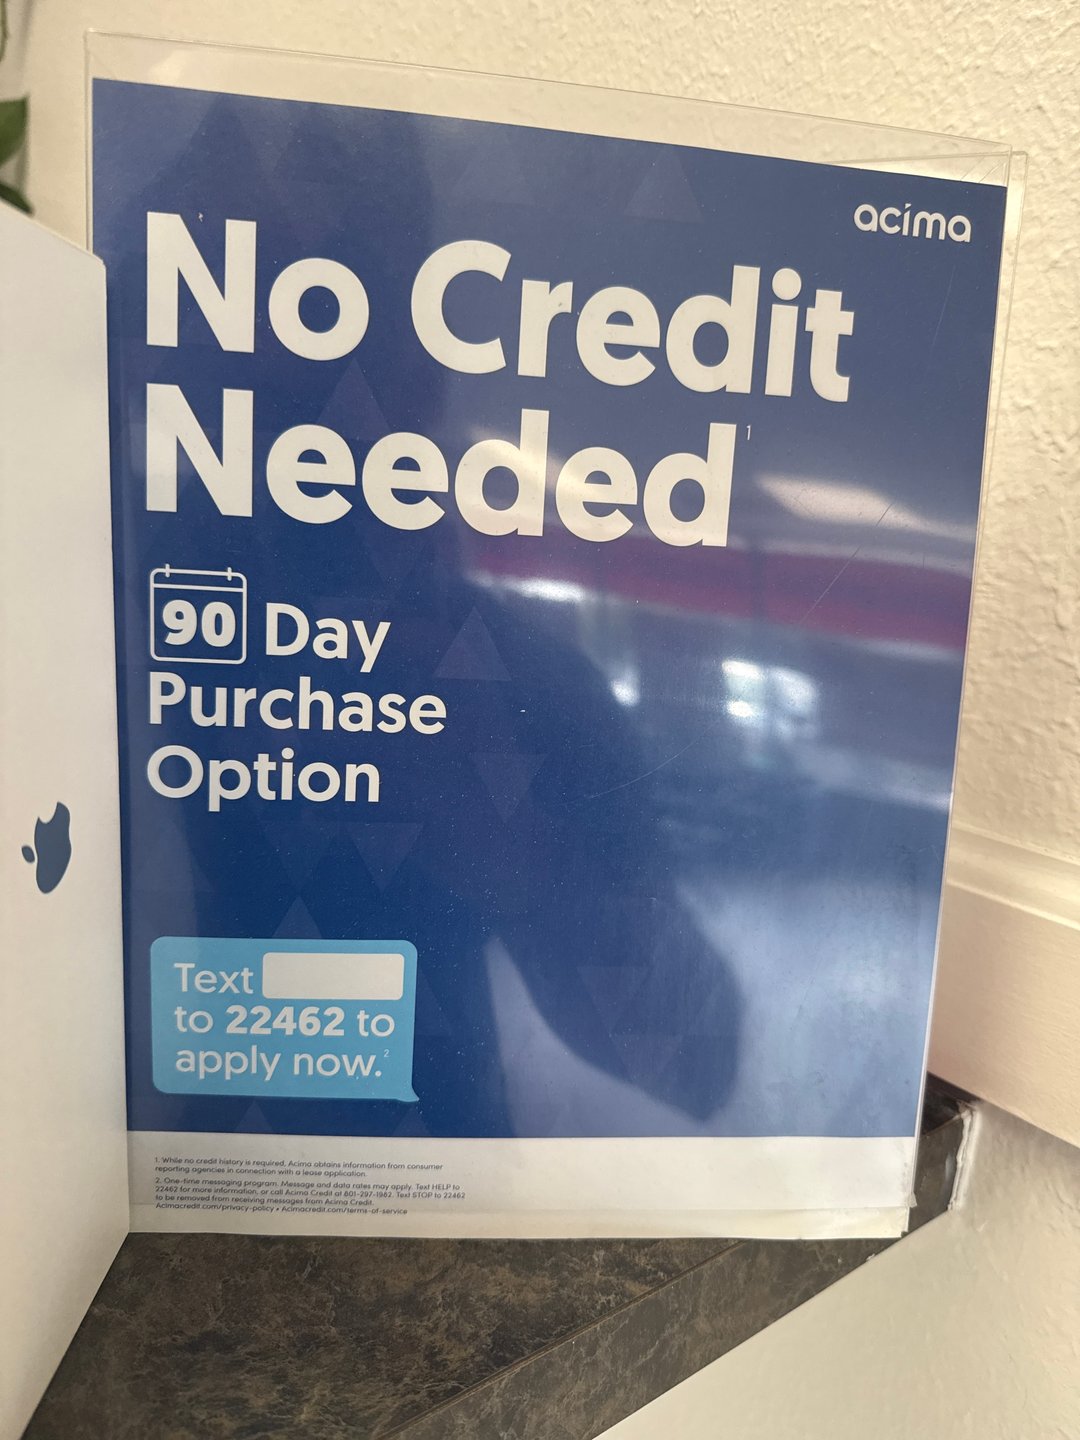 acima
No Credit
Needed¹
90 Day
Purchase
Option
Text
to 22462 to
apply now.²
1. While no credit history is required, Acima obtains information from consumer
reporting agencies in connection with a lease application.
2. One-time messaging program. Message and data rates may apply. Text HELP to
22462 for more information, or call Acima Credit at 801-297-1982. Text STOP to 22462
to be removed from receiving messages from Acima Credit.
Acimacredit.com/privacy-policy • Acimacredit.com/terms-of-service